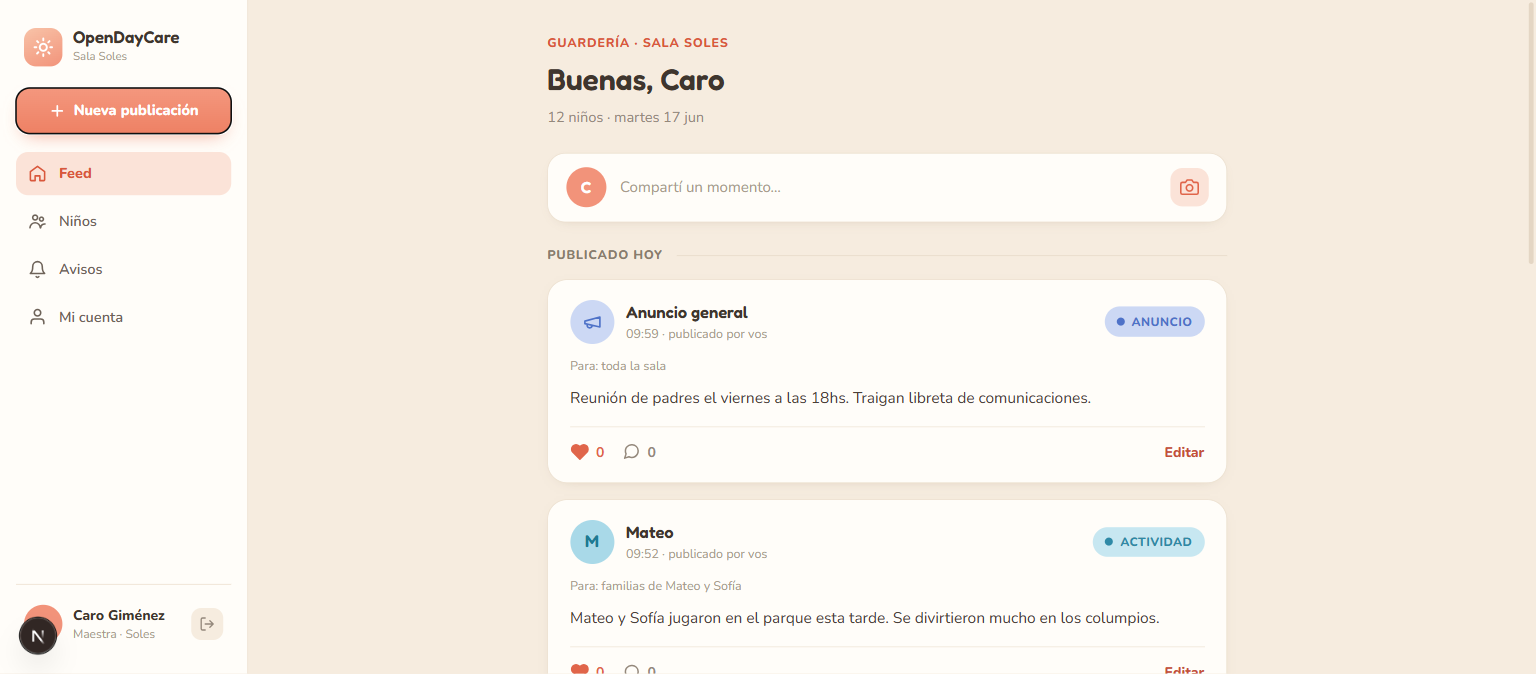 OpenDayCare
Sala Soles
Nueva publicación
Feed
Niños
Avisos
Mi cuenta
Caro Giménez
Maestra · Soles
N
GUARDERÍA · SALA SOLES
Buenas, Caro
12 niños · martes 17 jun
C
Compartí un momento...
PUBLICADO HOY
Anuncio general
09:59 · publicado por vos
ANUNCIO
Para: toda la sala
Reunión de padres el viernes a las 18hs. Traigan libreta de comunicaciones.
0 0 Editar
M
Mateo
09:52 · publicado por vos
ACTIVIDAD
Para: familias de Mateo y Sofía
Mateo y Sofía jugaron en el parque esta tarde. Se divirtieron mucho en los columpios.
0 0 Editar